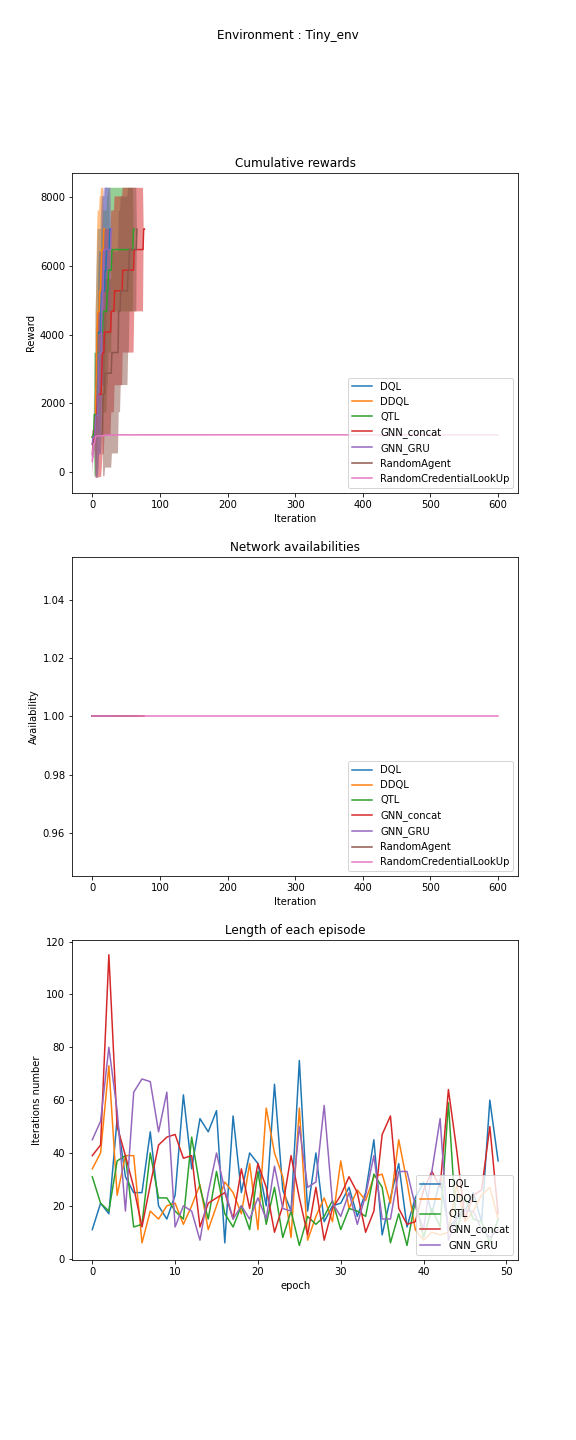 Environment : Tiny_env
Cumulative rewards
8000
6000
4000
2000
0
Reward
0 100 200 300 400 500 600
Iteration
DQL
DDQL
QTL
GNN_concat
GNN_GRU
RandomAgent
RandomCredentialLookUp
Network availabilities
1.04
1.02
1.00
0.98
0.96
Availability
0 100 200 300 400 500 600
Iteration
DQL
DDQL
QTL
GNN_concat
GNN_GRU
RandomAgent
RandomCredentialLookUp
Length of each episode
120
100
80
60
40
20
0
Iterations number
0 10 20 30 40 50
epoch
DQL
DDQL
QTL
GNN_concat
GNN_GRU